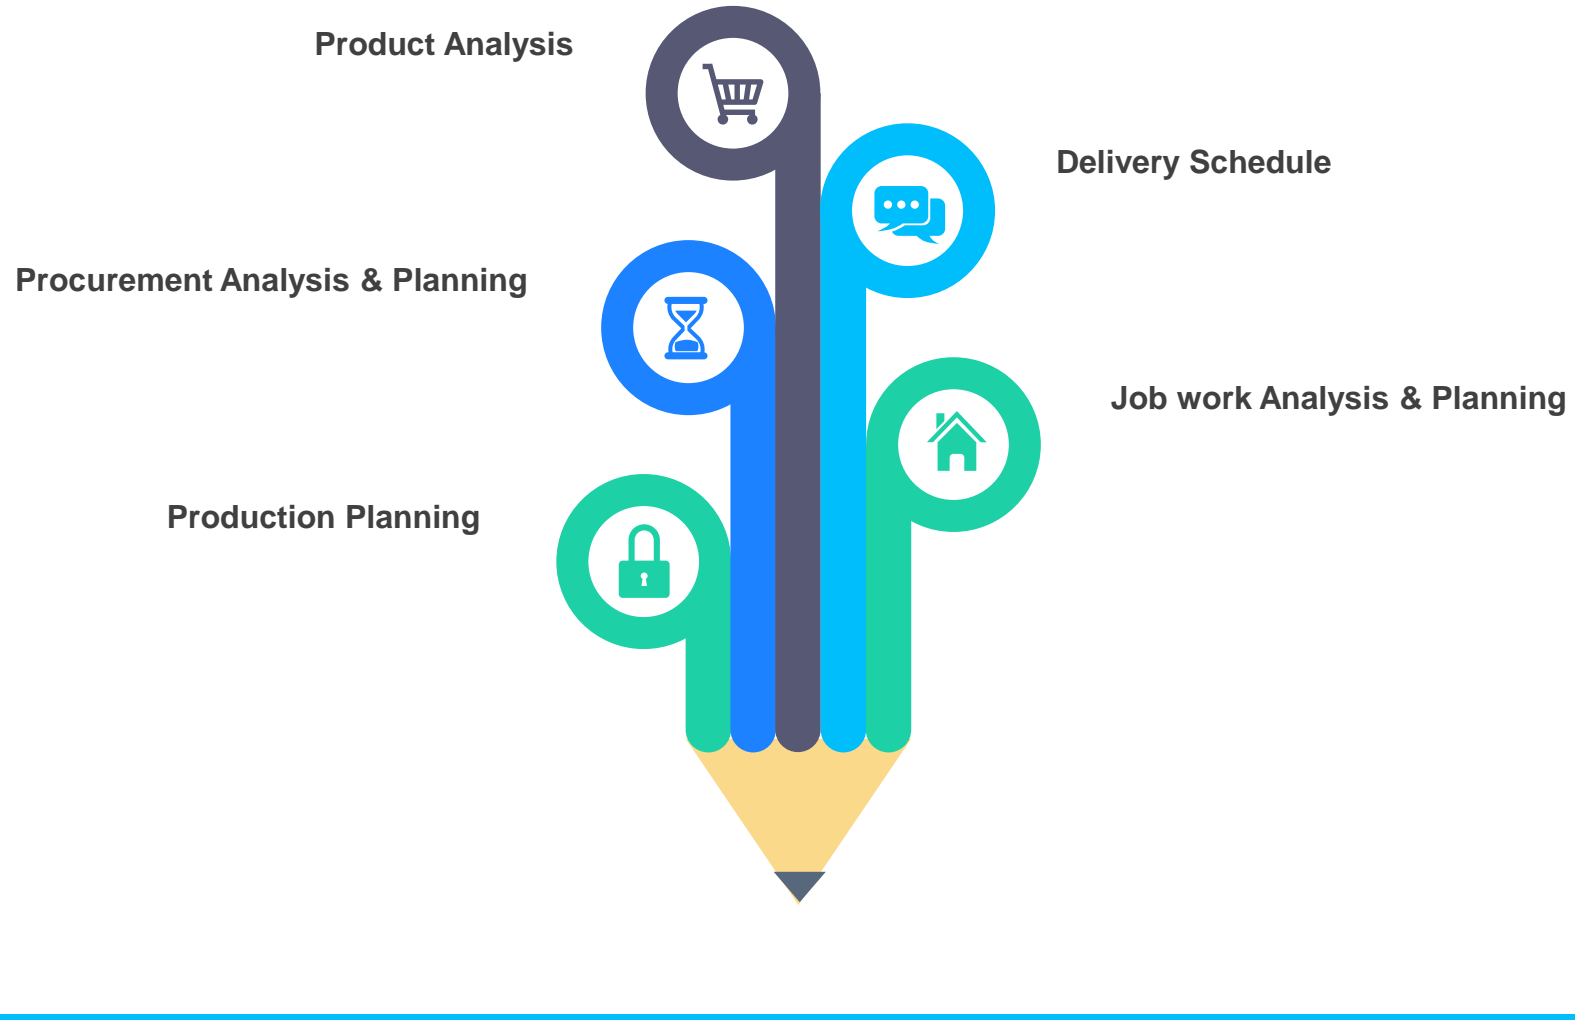 Product Analysis
Delivery Schedule
Procurement Analysis & Planning
Job work Analysis & Planning
Production Planning